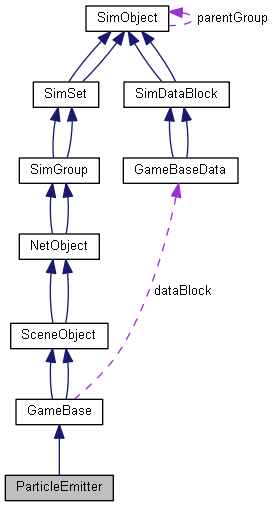 SimObject
parentGroup
SimSet
SimDataBlock
SimGroup
GameBaseData
NetObject
dataBlock
SceneObject
GameBase
ParticleEmitter